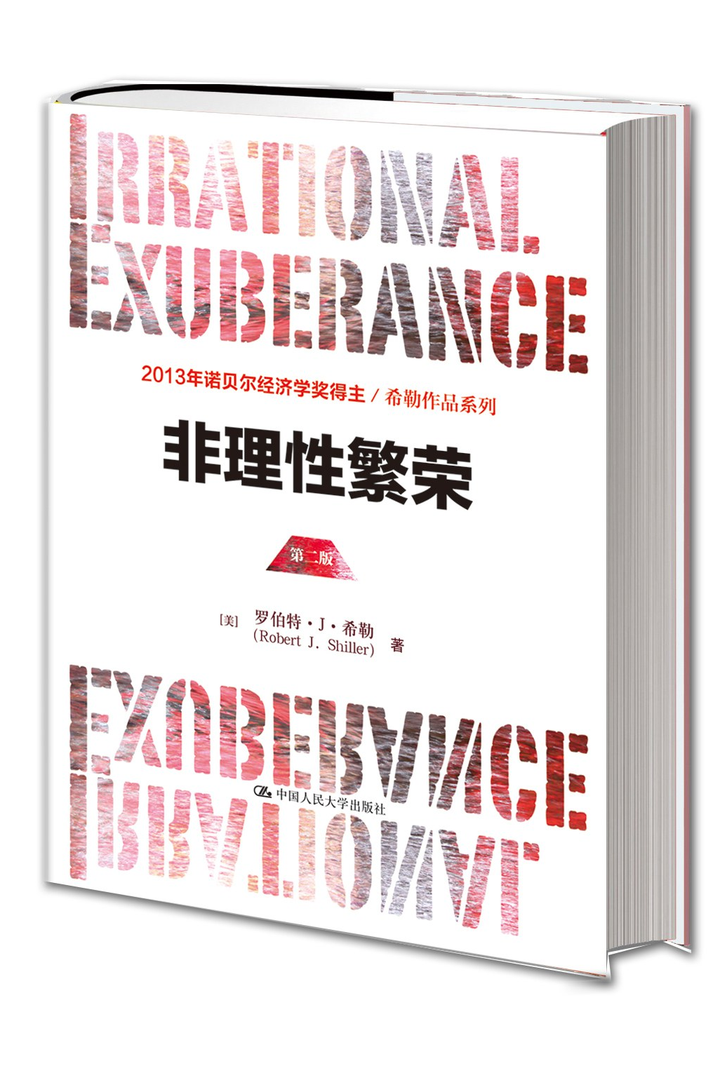 IRRATIONAL
EXUBERANCE
2013年诺贝尔经济学奖得主/希勒作品系列
非理性繁荣
第二版
[美] 罗伯特·J·希勒
(Robert J. Shiller) 著
EXUBERANCE
中国人民大学出版社
IRRATIONAL